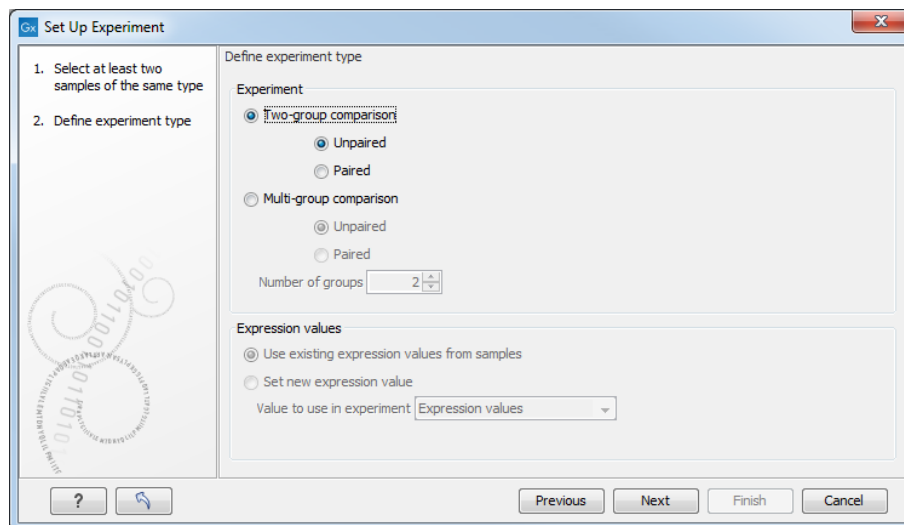 Gx Set Up Experiment
1. Select at least two
samples of the same type
2. Define experiment type
Define experiment type
Experiment
Two-group comparison
Unpaired
Paired
Multi-group comparison
Unpaired
Paired
Number of groups 2
Expression values
Use existing expression values from samples
Set new expression value
Value to use in experiment Expression values
? Previous Next Finish Cancel